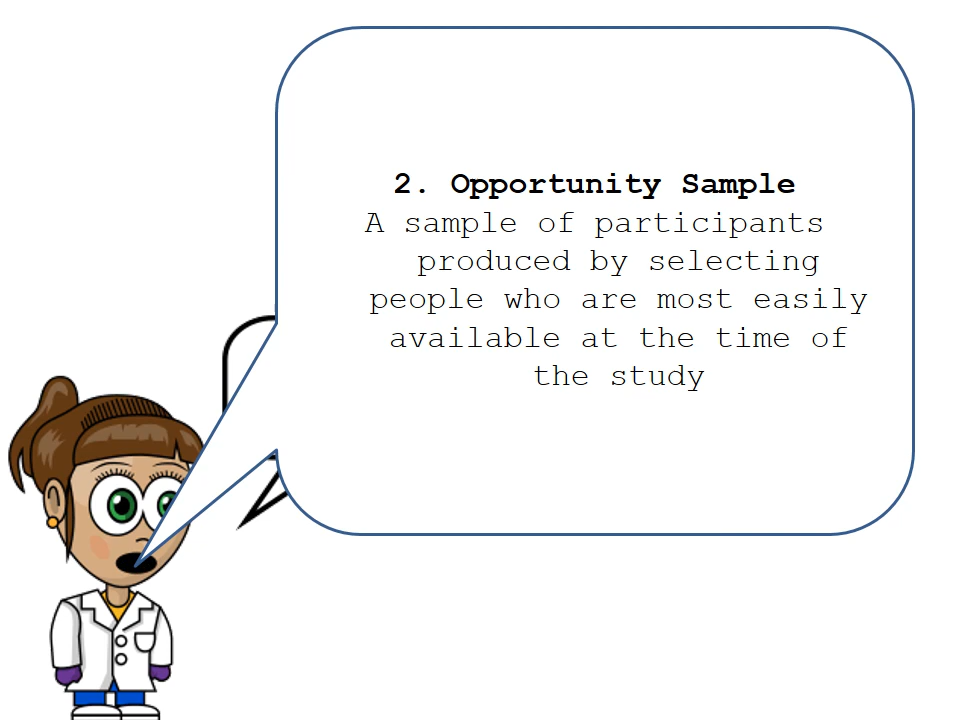 2. Opportunity Sample
A sample of participants
produced by selecting
people who are most easily
available at the time of
the study